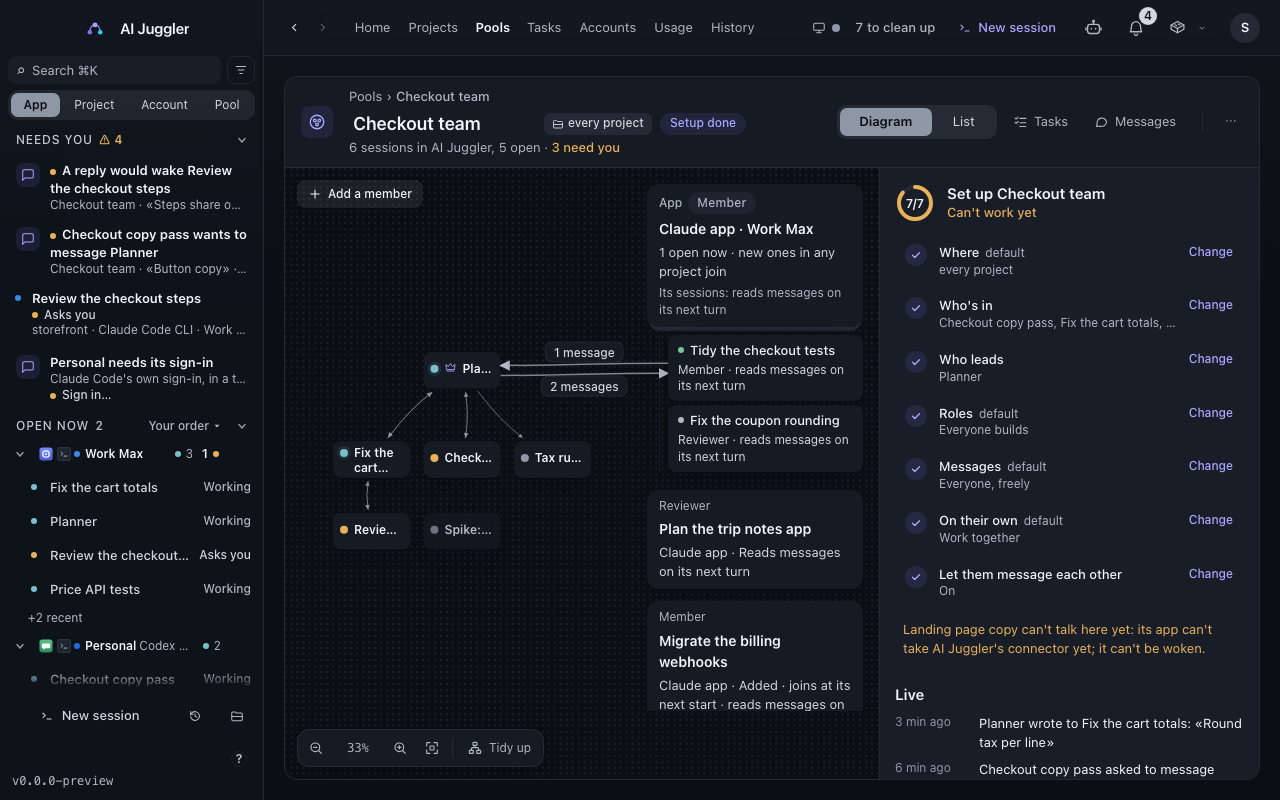 AI Juggler
Search ⌘K
App Project Account Pool
NEEDS YOU 4
A reply would wake Review
the checkout steps
Checkout team · «Steps share o...
Checkout copy pass wants to
message Planner
Checkout team · «Button copy» ·...
Review the checkout steps
Asks you
storefront · Claude Code CLI · Work ...
Personal needs its sign-in
Claude Code's own sign-in, in a t...
Sign in...
OPEN NOW 2 Your order
Work Max 3 1
Fix the cart totals Working
Planner Working
Review the checkout... Asks you
Price API tests Working
+2 recent
Personal Codex ... 2
Checkout copy pass Working
New session
?
v0.0.0-preview
Home Projects Pools Tasks Accounts Usage History
7 to clean up
New session
4
S
Pools › Checkout team
Checkout team every project Setup done
6 sessions in AI Juggler, 5 open · 3 need you
Diagram List Tasks Messages ...
Add a member
App Member
Claude app · Work Max
1 open now · new ones in any
project join
Its sessions: reads messages on
its next turn
Tidy the checkout tests
Member · reads messages on
its next turn
Fix the coupon rounding
Reviewer · reads messages on
its next turn
1 message
2 messages
Pla...
Fix the
cart...
Check...
Tax ru...
Revie...
Spike:...
Reviewer
Plan the trip notes app
Claude app · Reads messages
on its next turn
Member
Migrate the billing
webhooks
Claude app · Added · joins at its
next start · reads messages on
33% Tidy up
7/7
Set up Checkout team
Can't work yet
Where default Change
every project
Who's in Change
Checkout copy pass, Fix the cart totals, ...
Who leads Change
Planner
Roles default Change
Everyone builds
Messages default Change
Everyone, freely
On their own default Change
Work together
Let them message each other Change
On
Landing page copy can't talk here yet: its app can't
take AI Juggler's connector yet; it can't be woken.
Live
3 min ago Planner wrote to Fix the cart totals: «Round
tax per line»
6 min ago Checkout copy pass asked to message